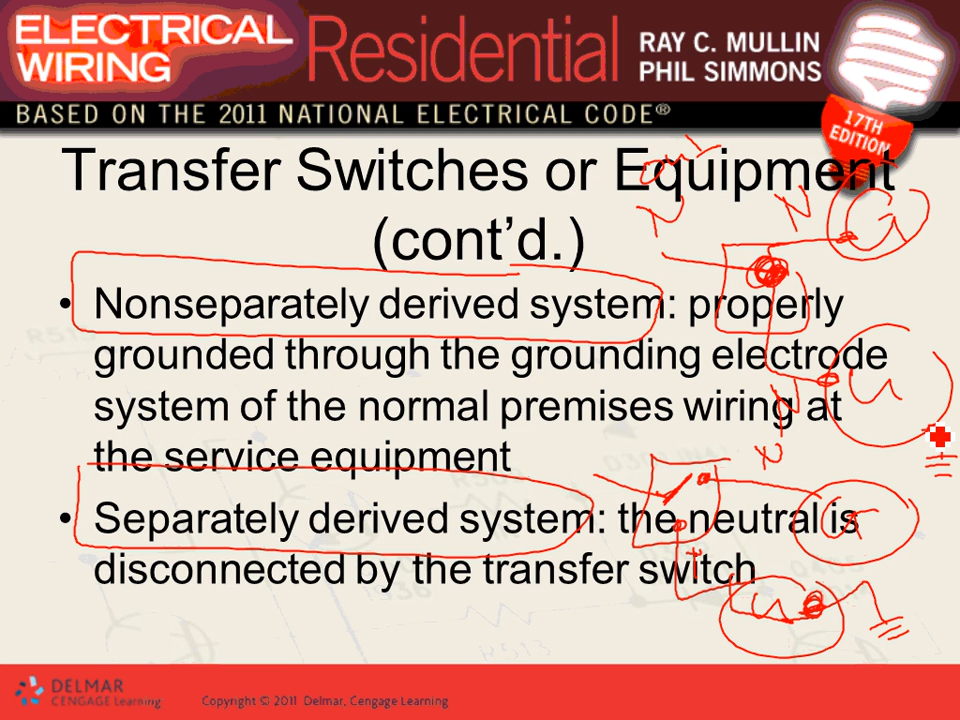 ELECTRICAL
WIRING
Residential
RAY C. MULLIN
PHIL SIMMONS
BASED ON THE 2011 NATIONAL ELECTRICAL CODE®
17TH
EDITION
Transfer Switches or Equipment
(cont'd.)
• Nonseparately derived system: properly
grounded through the grounding electrode
system of the normal premises wiring at
the service equipment
• Separately derived system: the neutral is
disconnected by the transfer switch
N
G
N
R513
DELMAR
CENGAGE Learning
Copyright © 2011 Delmar, Cengage Learning